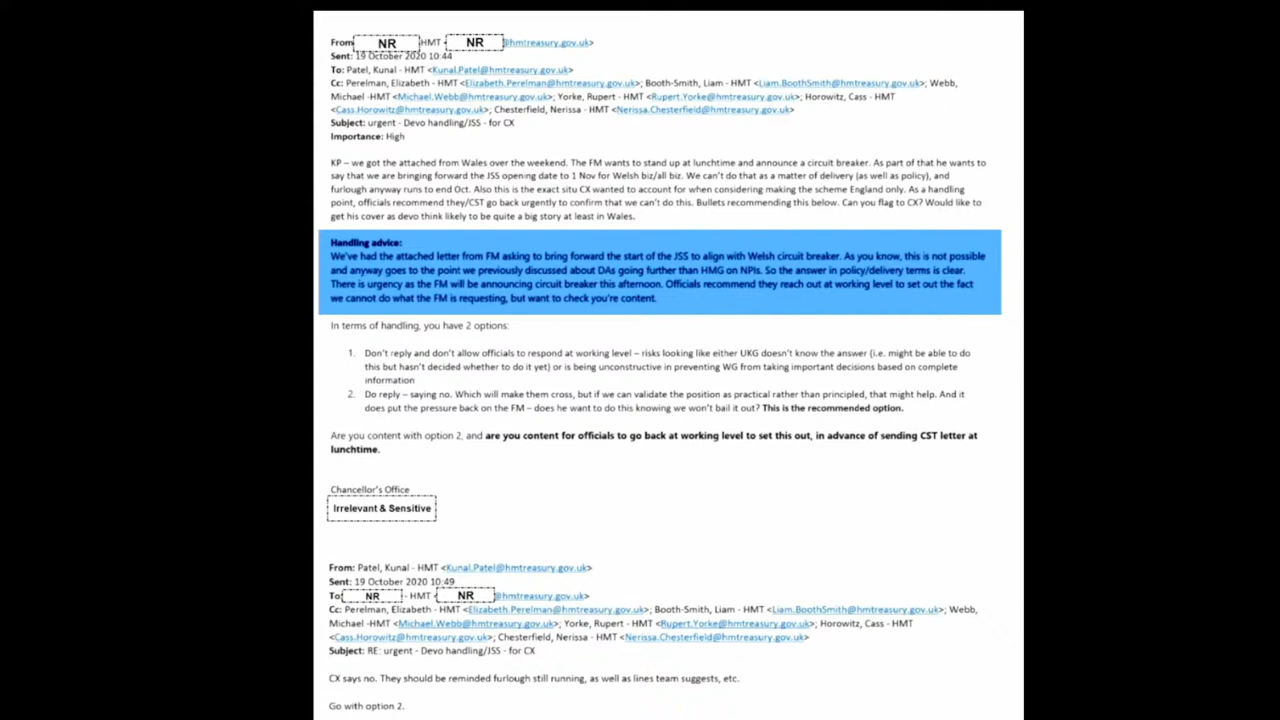 From NR HMT - NR @hmtreasury.gov.uk>
Sent: 19 October 2020 10:44
To: Patel, Kunal - HMT <Kunal.Patel@hmtreasury.gov.uk>
Cc: Perelman, Elizabeth - HMT <Elizabeth.Perelman@hmtreasury.gov.uk>; Booth-Smith, Liam - HMT <Liam.BoothSmith@hmtreasury.gov.uk>; Webb,
Michael -HMT <Michael.Webb@hmtreasury.gov.uk>; Yorke, Rupert - HMT <Rupert.Yorke@hmtreasury.gov.uk>; Horowitz, Cass - HMT
<Cass.Horowitz@hmtreasury.gov.uk>; Chesterfield, Nerissa - HMT <Nerissa.Chesterfield@hmtreasury.gov.uk>
Subject: urgent - Devo handling/JSS - for CX
Importance: High
KP – we got the attached from Wales over the weekend. The FM wants to stand up at lunchtime and announce a circuit breaker. As part of that he wants to
say that we are bringing forward the JSS opening date to 1 Nov for Welsh biz/all biz. We can't do that as a matter of delivery (as well as policy), and
furlough anyway runs to end Oct. Also this is the exact situ CX wanted to account for when considering making the scheme England only. As a handling
point, officials recommend they/CST go back urgently to confirm that we can't do this. Bullets recommending this below. Can you flag to CX? Would like to
get his cover as devo think likely to be quite a big story at least in Wales.
Handling advice:
We've had the attached letter from FM asking to bring forward the start of the JSS to align with Welsh circuit breaker. As you know, this is not possible
and anyway goes to the point we previously discussed about DAs going further than HMG on NPIs. So the answer in policy/delivery terms is clear.
There is urgency as the FM will be announcing circuit breaker this afternoon. Officials recommend they reach out at working level to set out the fact
we cannot do what the FM is requesting, but want to check you're content.
In terms of handling, you have 2 options:
1. Don't reply and don't allow officials to respond at working level – risks looking like either UKG doesn't know the answer (i.e. might be able to do
this but hasn't decided whether to do it yet) or is being unconstructive in preventing WG from taking important decisions based on complete
information
2. Do reply – saying no. Which will make them cross, but if we can validate the position as practical rather than principled, that might help. And it
does put the pressure back on the FM – does he want to do this knowing we won't bail it out? This is the recommended option.
Are you content with option 2, and are you content for officials to go back at working level to set this out, in advance of sending CST letter at
lunchtime.
Chancellor's Office
Irrelevant & Sensitive
From: Patel, Kunal - HMT <Kunal.Patel@hmtreasury.gov.uk>
Sent: 19 October 2020 10:49
To: NR - HMT < NR @hmtreasury.gov.uk>
Cc: Perelman, Elizabeth - HMT <Elizabeth.Perelman@hmtreasury.gov.uk>; Booth-Smith, Liam - HMT <Liam.BoothSmith@hmtreasury.gov.uk>; Webb,
Michael -HMT <Michael.Webb@hmtreasury.gov.uk>; Yorke, Rupert - HMT <Rupert.Yorke@hmtreasury.gov.uk>; Horowitz, Cass - HMT
<Cass.Horowitz@hmtreasury.gov.uk>; Chesterfield, Nerissa - HMT <Nerissa.Chesterfield@hmtreasury.gov.uk>
Subject: RE: urgent - Devo handling/JSS - for CX
CX says no. They should be reminded furlough still running, as well as lines team suggests, etc.
Go with option 2.